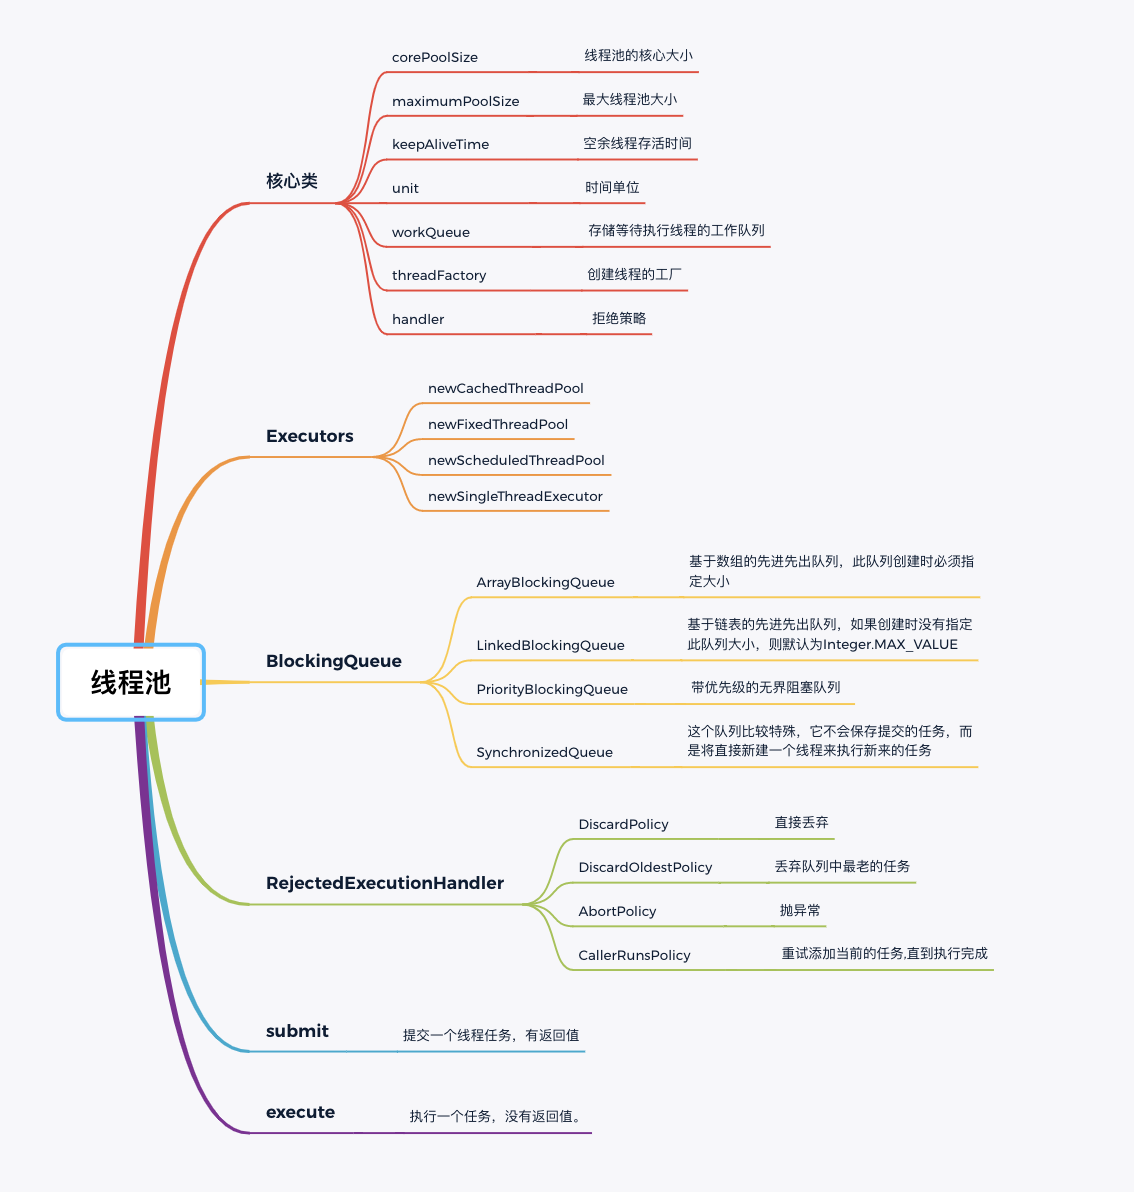 线程池
核心类
corePoolSize
线程池的核心大小
maximumPoolSize
最大线程池大小
keepAliveTime
空余线程存活时间
unit
时间单位
workQueue
存储等待执行线程的工作队列
threadFactory
创建线程的工厂
handler
拒绝策略
Executors
newCachedThreadPool
newFixedThreadPool
newScheduledThreadPool
newSingleThreadExecutor
BlockingQueue
ArrayBlockingQueue
基于数组的先进先出队列，此队列创建时必须指
定大小
LinkedBlockingQueue
基于链表的先进先出队列，如果创建时没有指定
此队列大小，则默认为Integer.MAX_VALUE
PriorityBlockingQueue
带优先级的无界阻塞队列
SynchronizedQueue
这个队列比较特殊，它不会保存提交的任务，而
是将直接新建一个线程来执行新来的任务
RejectedExecutionHandler
DiscardPolicy
直接丢弃
DiscardOldestPolicy
丢弃队列中最老的任务
AbortPolicy
抛异常
CallerRunsPolicy
重试添加当前的任务,直到执行完成
submit
提交一个线程任务，有返回值
execute
执行一个任务，没有返回值。